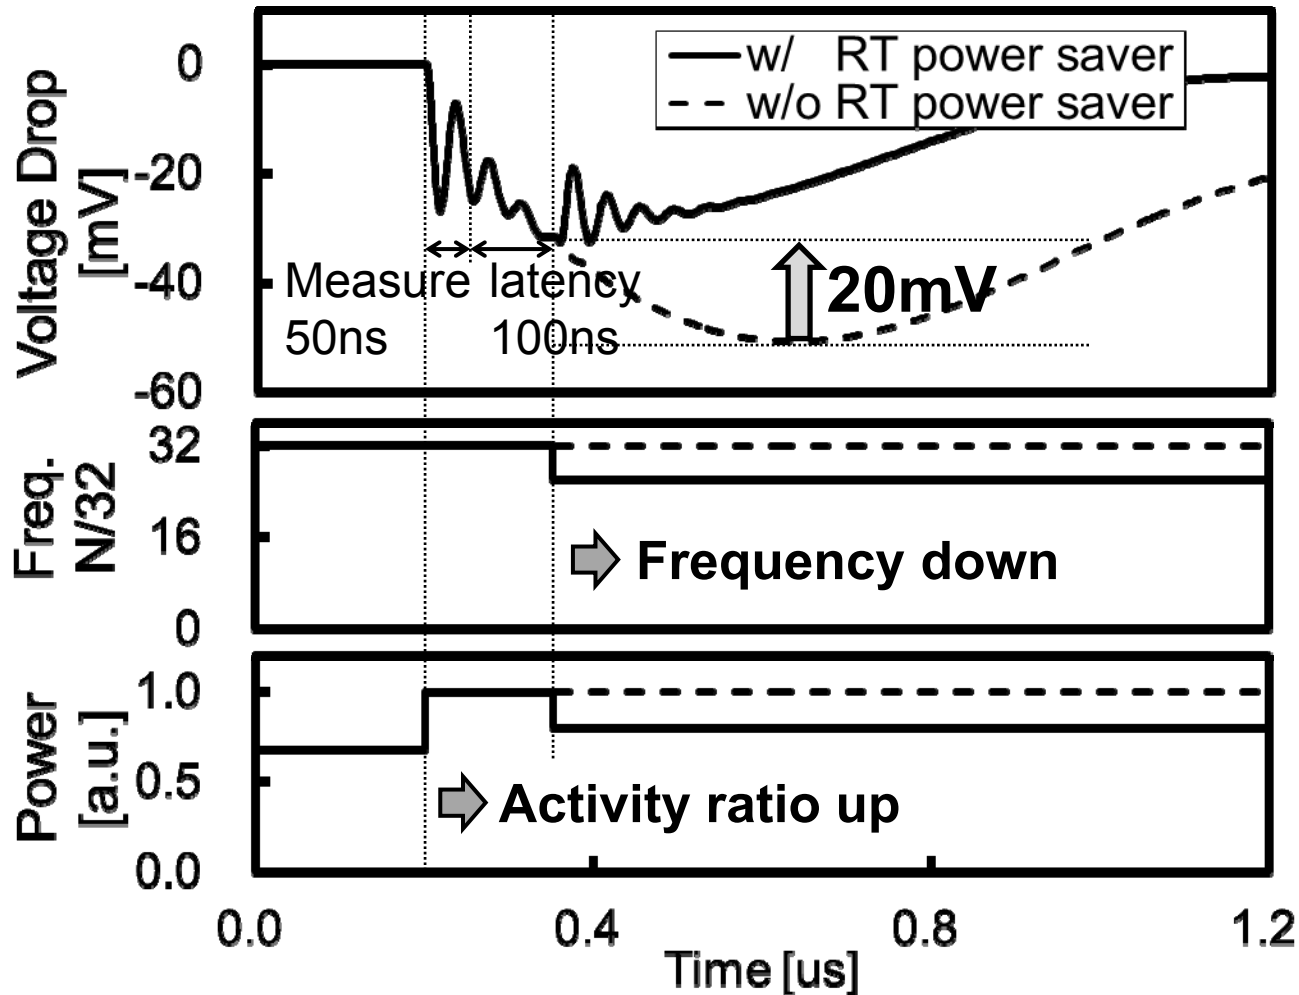 w/ RT power saver
w/o RT power saver
Voltage Drop
[mV]
0
-20
-40
-60
Measure latency
50ns 100ns
20mV
Freq.
N/32
32
16
0
Frequency down
Power
[a.u.]
1.0
0.5
0.0
Activity ratio up
0.0 0.4 0.8 1.2
Time [us]